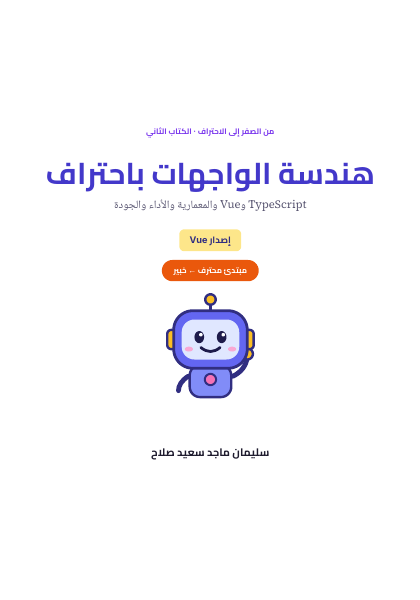 من الصفر إلى الاحتراف · الكتاب الثاني
هندسة الواجهات باحتراف
TypeScript وVue والمعمارية والأداء والجودة
إصدار Vue
مبتدئ محترف ← خبير
سليمان ماجد سعيد صلاح